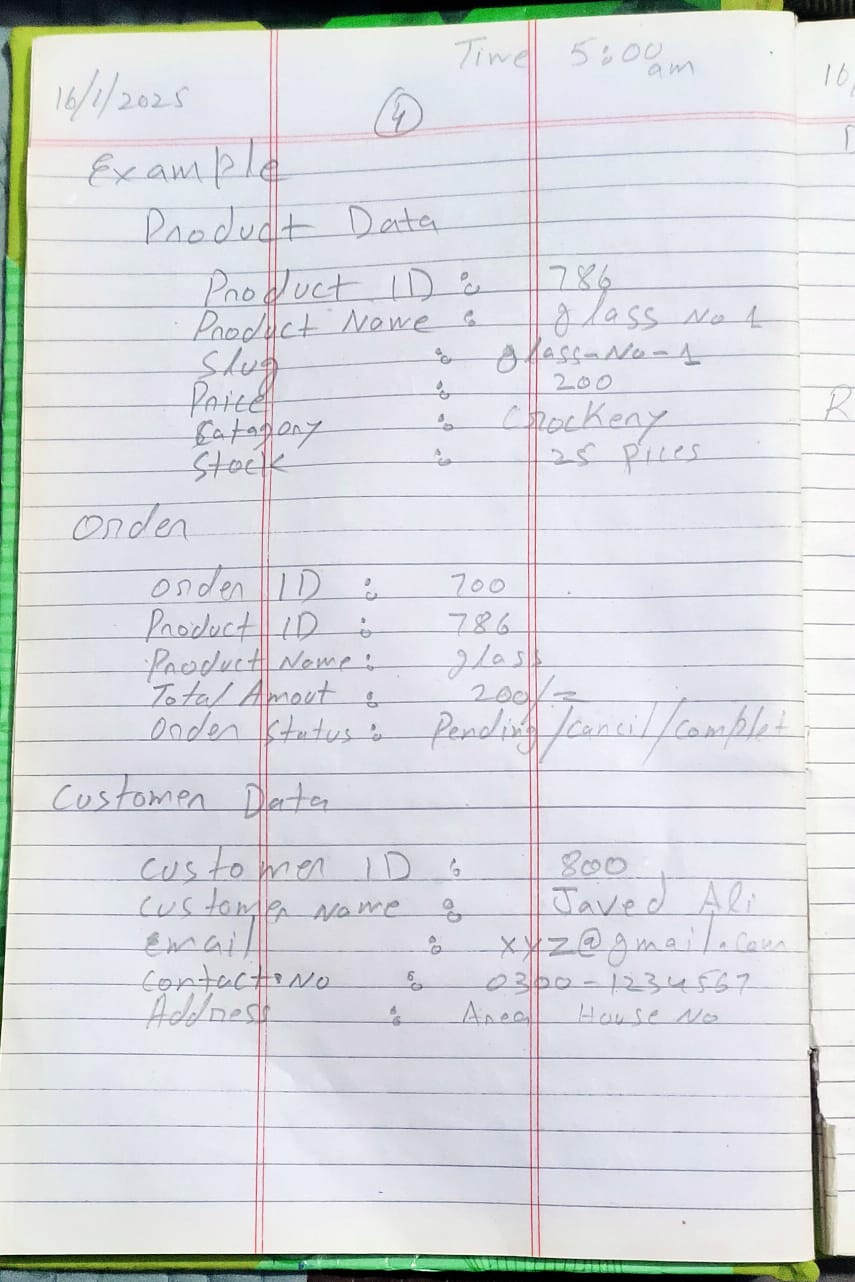 Time 5:00 am
16/1/2025
4
Example
Product Data
Product ID : 786
Product Name : glass No 1
Slug : glass-No-1
Price : 200
Catagory : Crockery
Stock : 25 Pices
Order
Order ID : 700
Product ID : 786
Product Name : glass
Total Amout : 200/=
Order Status : Pending/cancil/complet
Customer Data
Customer ID : 800
Customer Name : Javed Ali
Email : xyz@gmail.com
Contact No : 0300-1234567
Address : Area House No
16
R